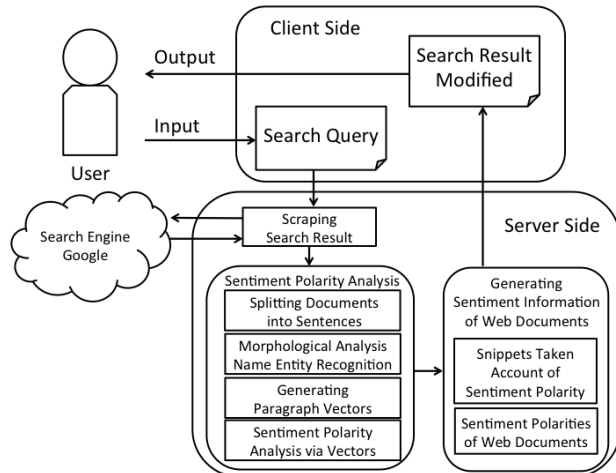 Client Side
Output
Search Result
Modified
Input
Search Query
User
Search Engine
Google
Scraping
Search Result
Server Side
Sentiment Polarity Analysis
Splitting Documents
into Sentences
Morphological Analysis
Name Entity Recognition
Generating
Paragraph Vectors
Sentiment Polarity
Analysis via Vectors
Generating
Sentiment Information
of Web Documents
Snippets Taken
Account of
Sentiment Polarity
Sentiment Polarities
of Web Documents